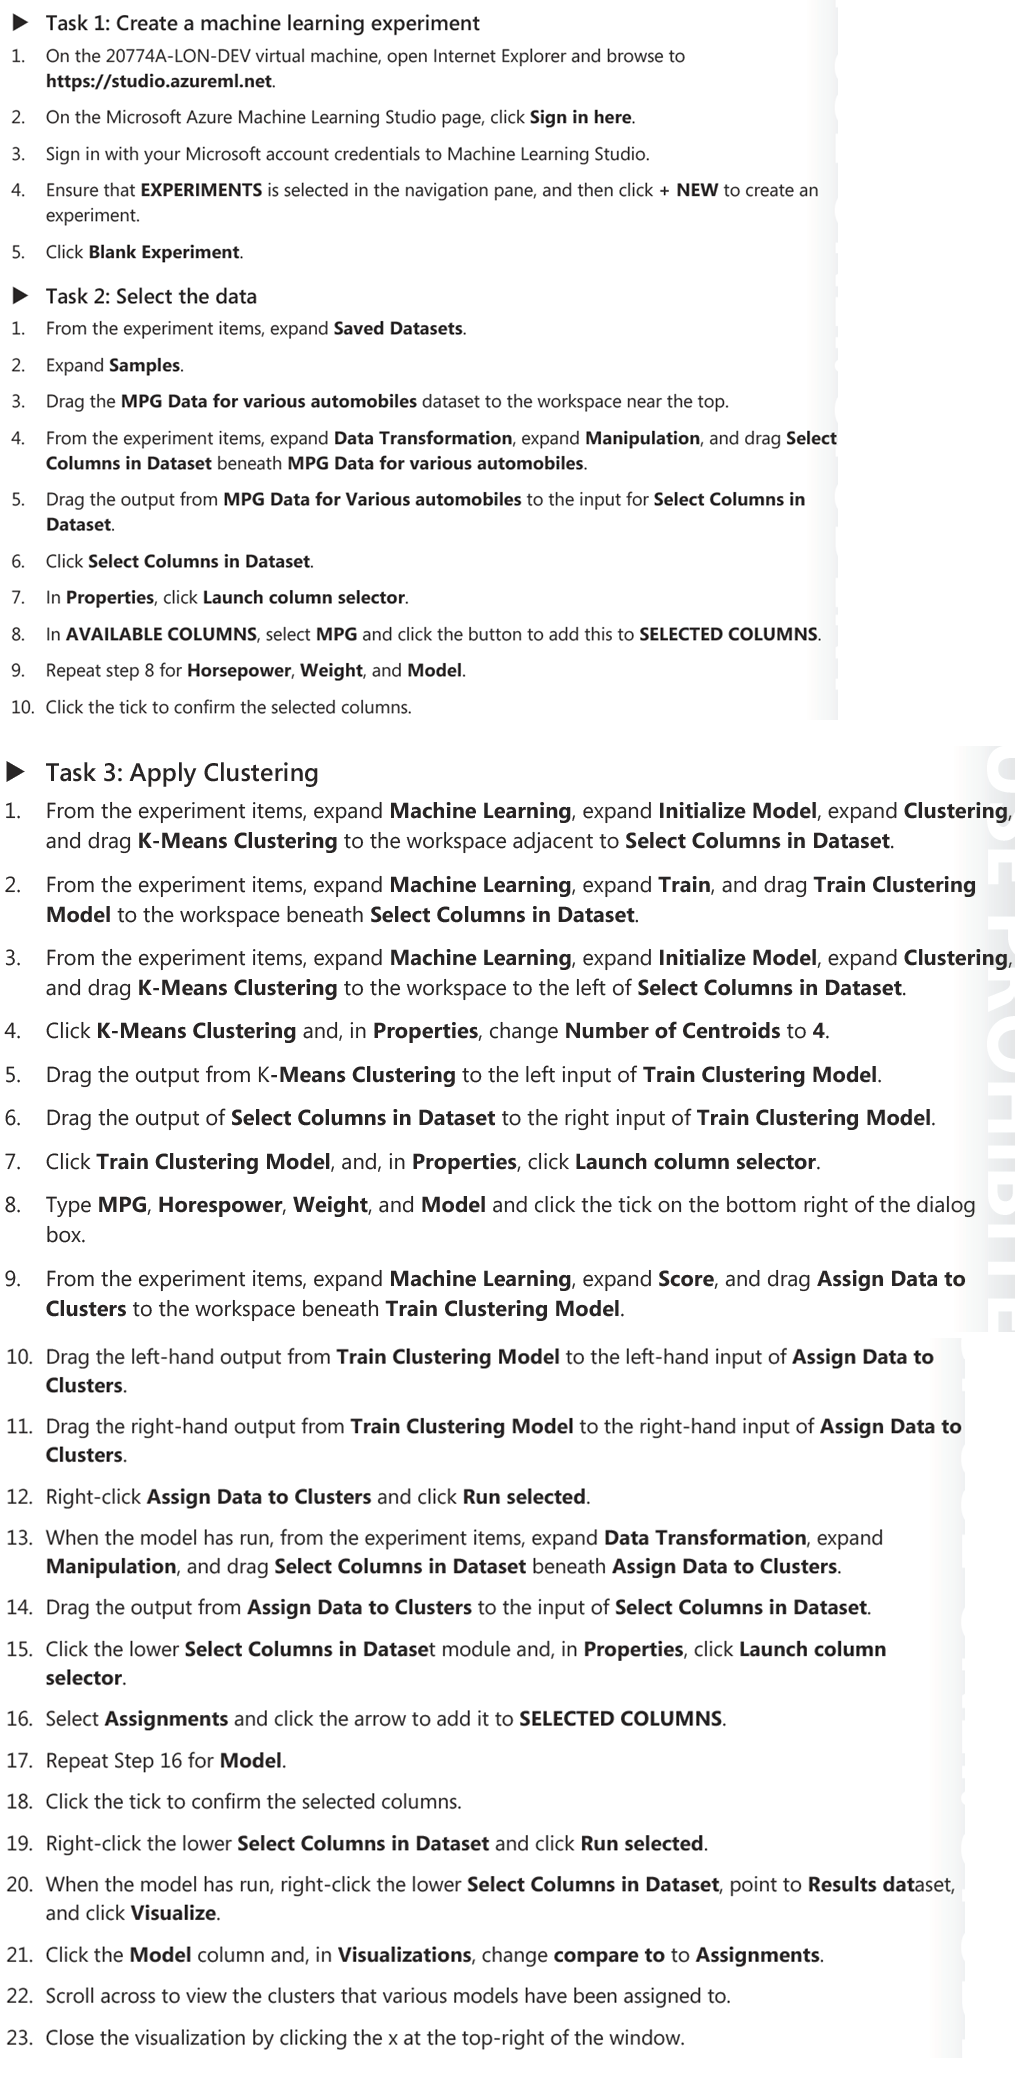 ▶ Task 1: Create a machine learning experiment
1. On the 20774A-LON-DEV virtual machine, open Internet Explorer and browse to
https://studio.azureml.net.
2. On the Microsoft Azure Machine Learning Studio page, click Sign in here.
3. Sign in with your Microsoft account credentials to Machine Learning Studio.
4. Ensure that EXPERIMENTS is selected in the navigation pane, and then click + NEW to create an
experiment.
5. Click Blank Experiment.
▶ Task 2: Select the data
1. From the experiment items, expand Saved Datasets.
2. Expand Samples.
3. Drag the MPG Data for various automobiles dataset to the workspace near the top.
4. From the experiment items, expand Data Transformation, expand Manipulation, and drag Select
Columns in Dataset beneath MPG Data for various automobiles.
5. Drag the output from MPG Data for Various automobiles to the input for Select Columns in
Dataset.
6. Click Select Columns in Dataset.
7. In Properties, click Launch column selector.
8. In AVAILABLE COLUMNS, select MPG and click the button to add this to SELECTED COLUMNS.
9. Repeat step 8 for Horsepower, Weight, and Model.
10. Click the tick to confirm the selected columns.
▶ Task 3: Apply Clustering
1. From the experiment items, expand Machine Learning, expand Initialize Model, expand Clustering,
and drag K-Means Clustering to the workspace adjacent to Select Columns in Dataset.
2. From the experiment items, expand Machine Learning, expand Train, and drag Train Clustering
Model to the workspace beneath Select Columns in Dataset.
3. From the experiment items, expand Machine Learning, expand Initialize Model, expand Clustering,
and drag K-Means Clustering to the workspace to the left of Select Columns in Dataset.
4. Click K-Means Clustering and, in Properties, change Number of Centroids to 4.
5. Drag the output from K-Means Clustering to the left input of Train Clustering Model.
6. Drag the output of Select Columns in Dataset to the right input of Train Clustering Model.
7. Click Train Clustering Model, and, in Properties, click Launch column selector.
8. Type MPG, Horespower, Weight, and Model and click the tick on the bottom right of the dialog
box.
9. From the experiment items, expand Machine Learning, expand Score, and drag Assign Data to
Clusters to the workspace beneath Train Clustering Model.
10. Drag the left-hand output from Train Clustering Model to the left-hand input of Assign Data to
Clusters.
11. Drag the right-hand output from Train Clustering Model to the right-hand input of Assign Data to
Clusters.
12. Right-click Assign Data to Clusters and click Run selected.
13. When the model has run, from the experiment items, expand Data Transformation, expand
Manipulation, and drag Select Columns in Dataset beneath Assign Data to Clusters.
14. Drag the output from Assign Data to Clusters to the input of Select Columns in Dataset.
15. Click the lower Select Columns in Dataset module and, in Properties, click Launch column
selector.
16. Select Assignments and click the arrow to add it to SELECTED COLUMNS.
17. Repeat Step 16 for Model.
18. Click the tick to confirm the selected columns.
19. Right-click the lower Select Columns in Dataset and click Run selected.
20. When the model has run, right-click the lower Select Columns in Dataset, point to Results dataset,
and click Visualize.
21. Click the Model column and, in Visualizations, change compare to to Assignments.
22. Scroll across to view the clusters that various models have been assigned to.
23. Close the visualization by clicking the x at the top-right of the window.